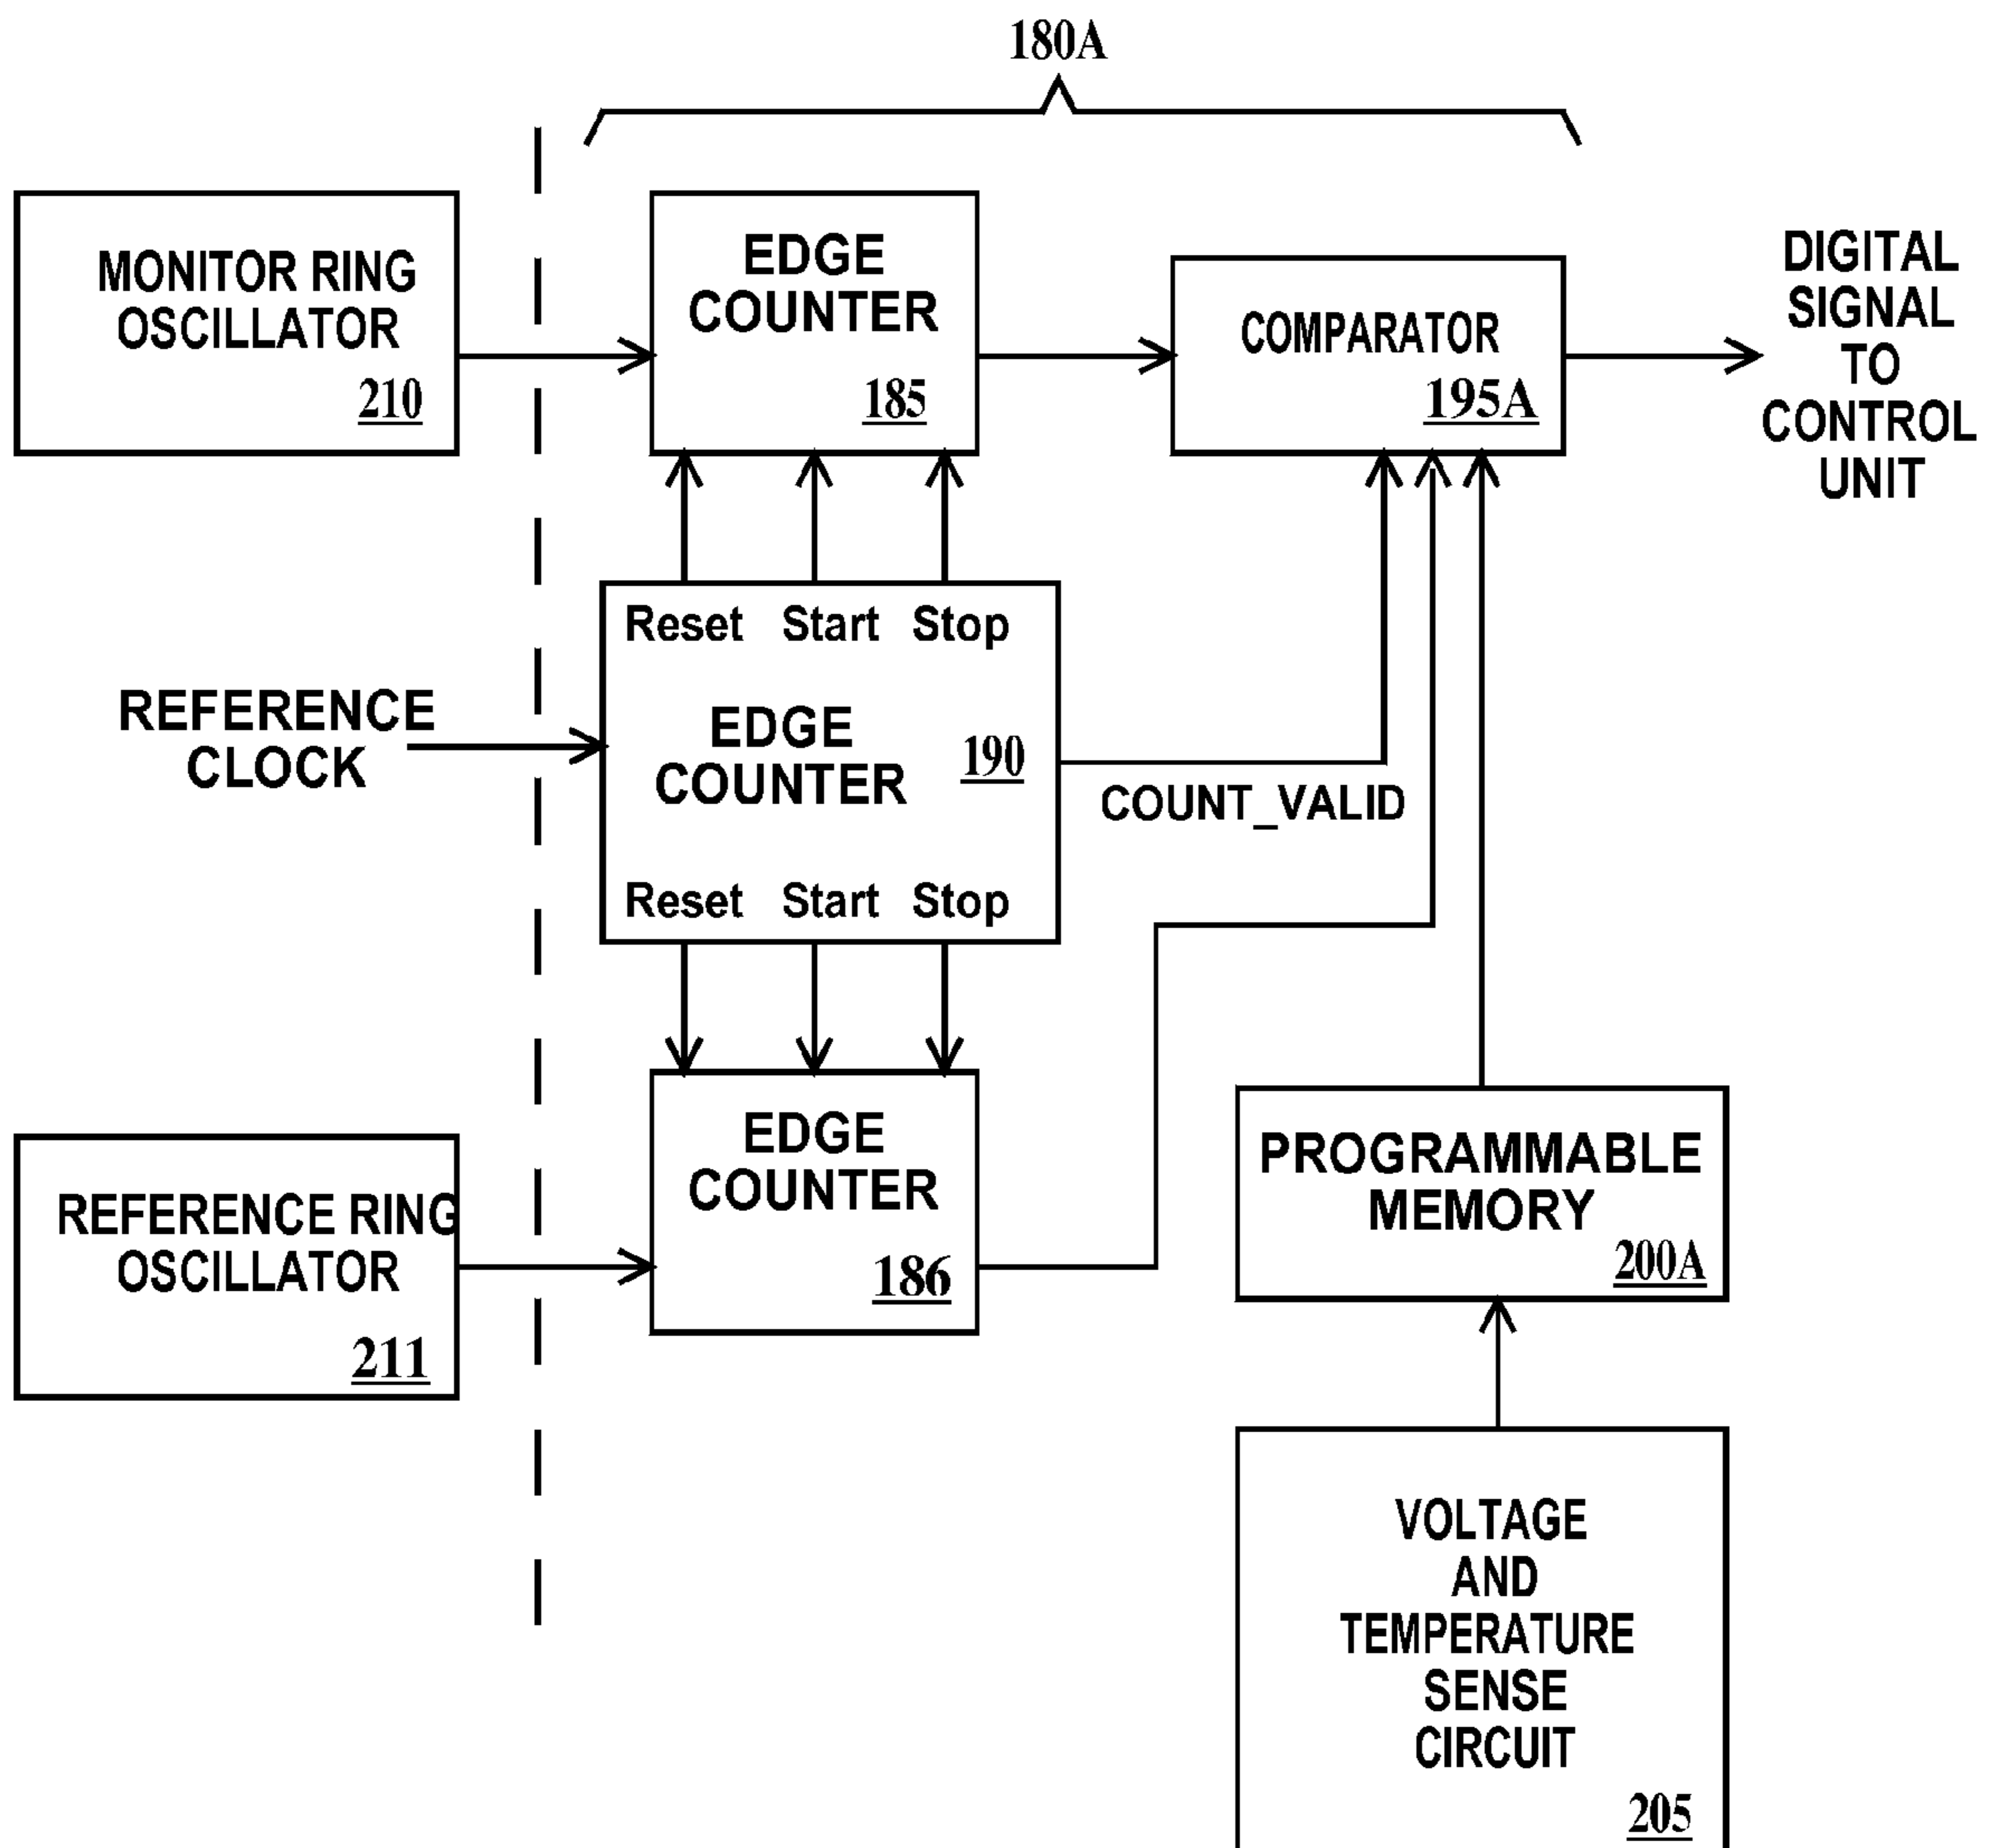 180A
MONITOR RING
OSCILLATOR
210
EDGE
COUNTER
185
COMPARATOR
195A
DIGITAL
SIGNAL
TO
CONTROL
UNIT
Reset Start Stop
REFERENCE
CLOCK
EDGE
COUNTER
190
COUNT_VALID
Reset Start Stop
REFERENCE RING
OSCILLATOR
211
EDGE
COUNTER
186
PROGRAMMABLE
MEMORY
200A
VOLTAGE
AND
TEMPERATURE
SENSE
CIRCUIT
205